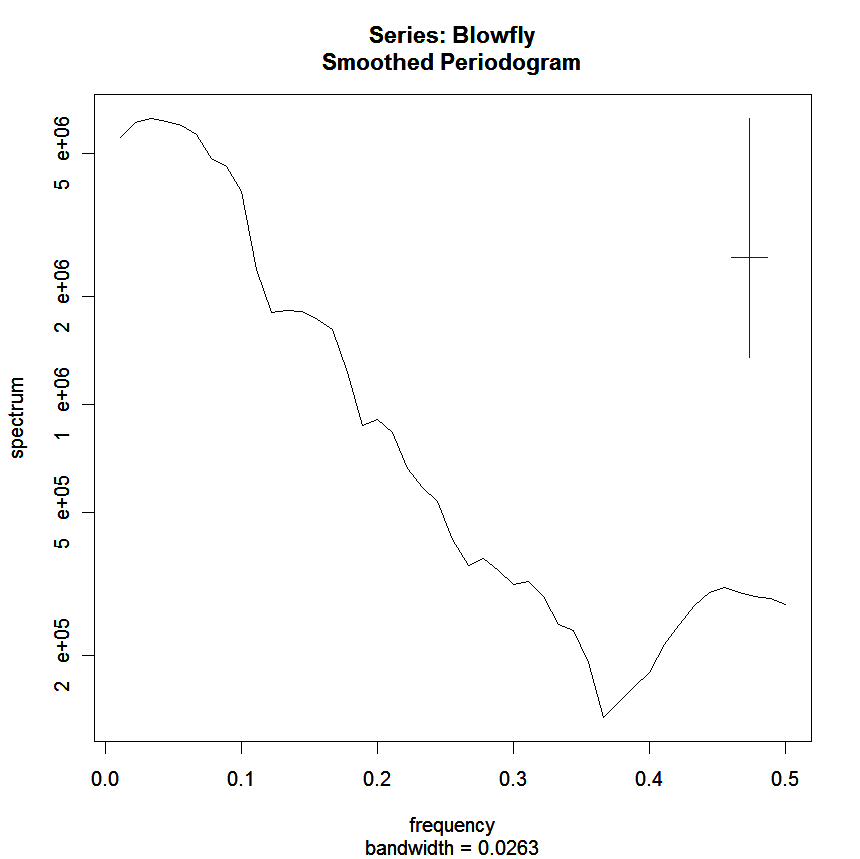 Series: Blowfly
Smoothed Periodogram
spectrum
5 e+06
2 e+06
1 e+06
5 e+05
2 e+05
0.0 0.1 0.2 0.3 0.4 0.5
frequency
bandwidth = 0.0263